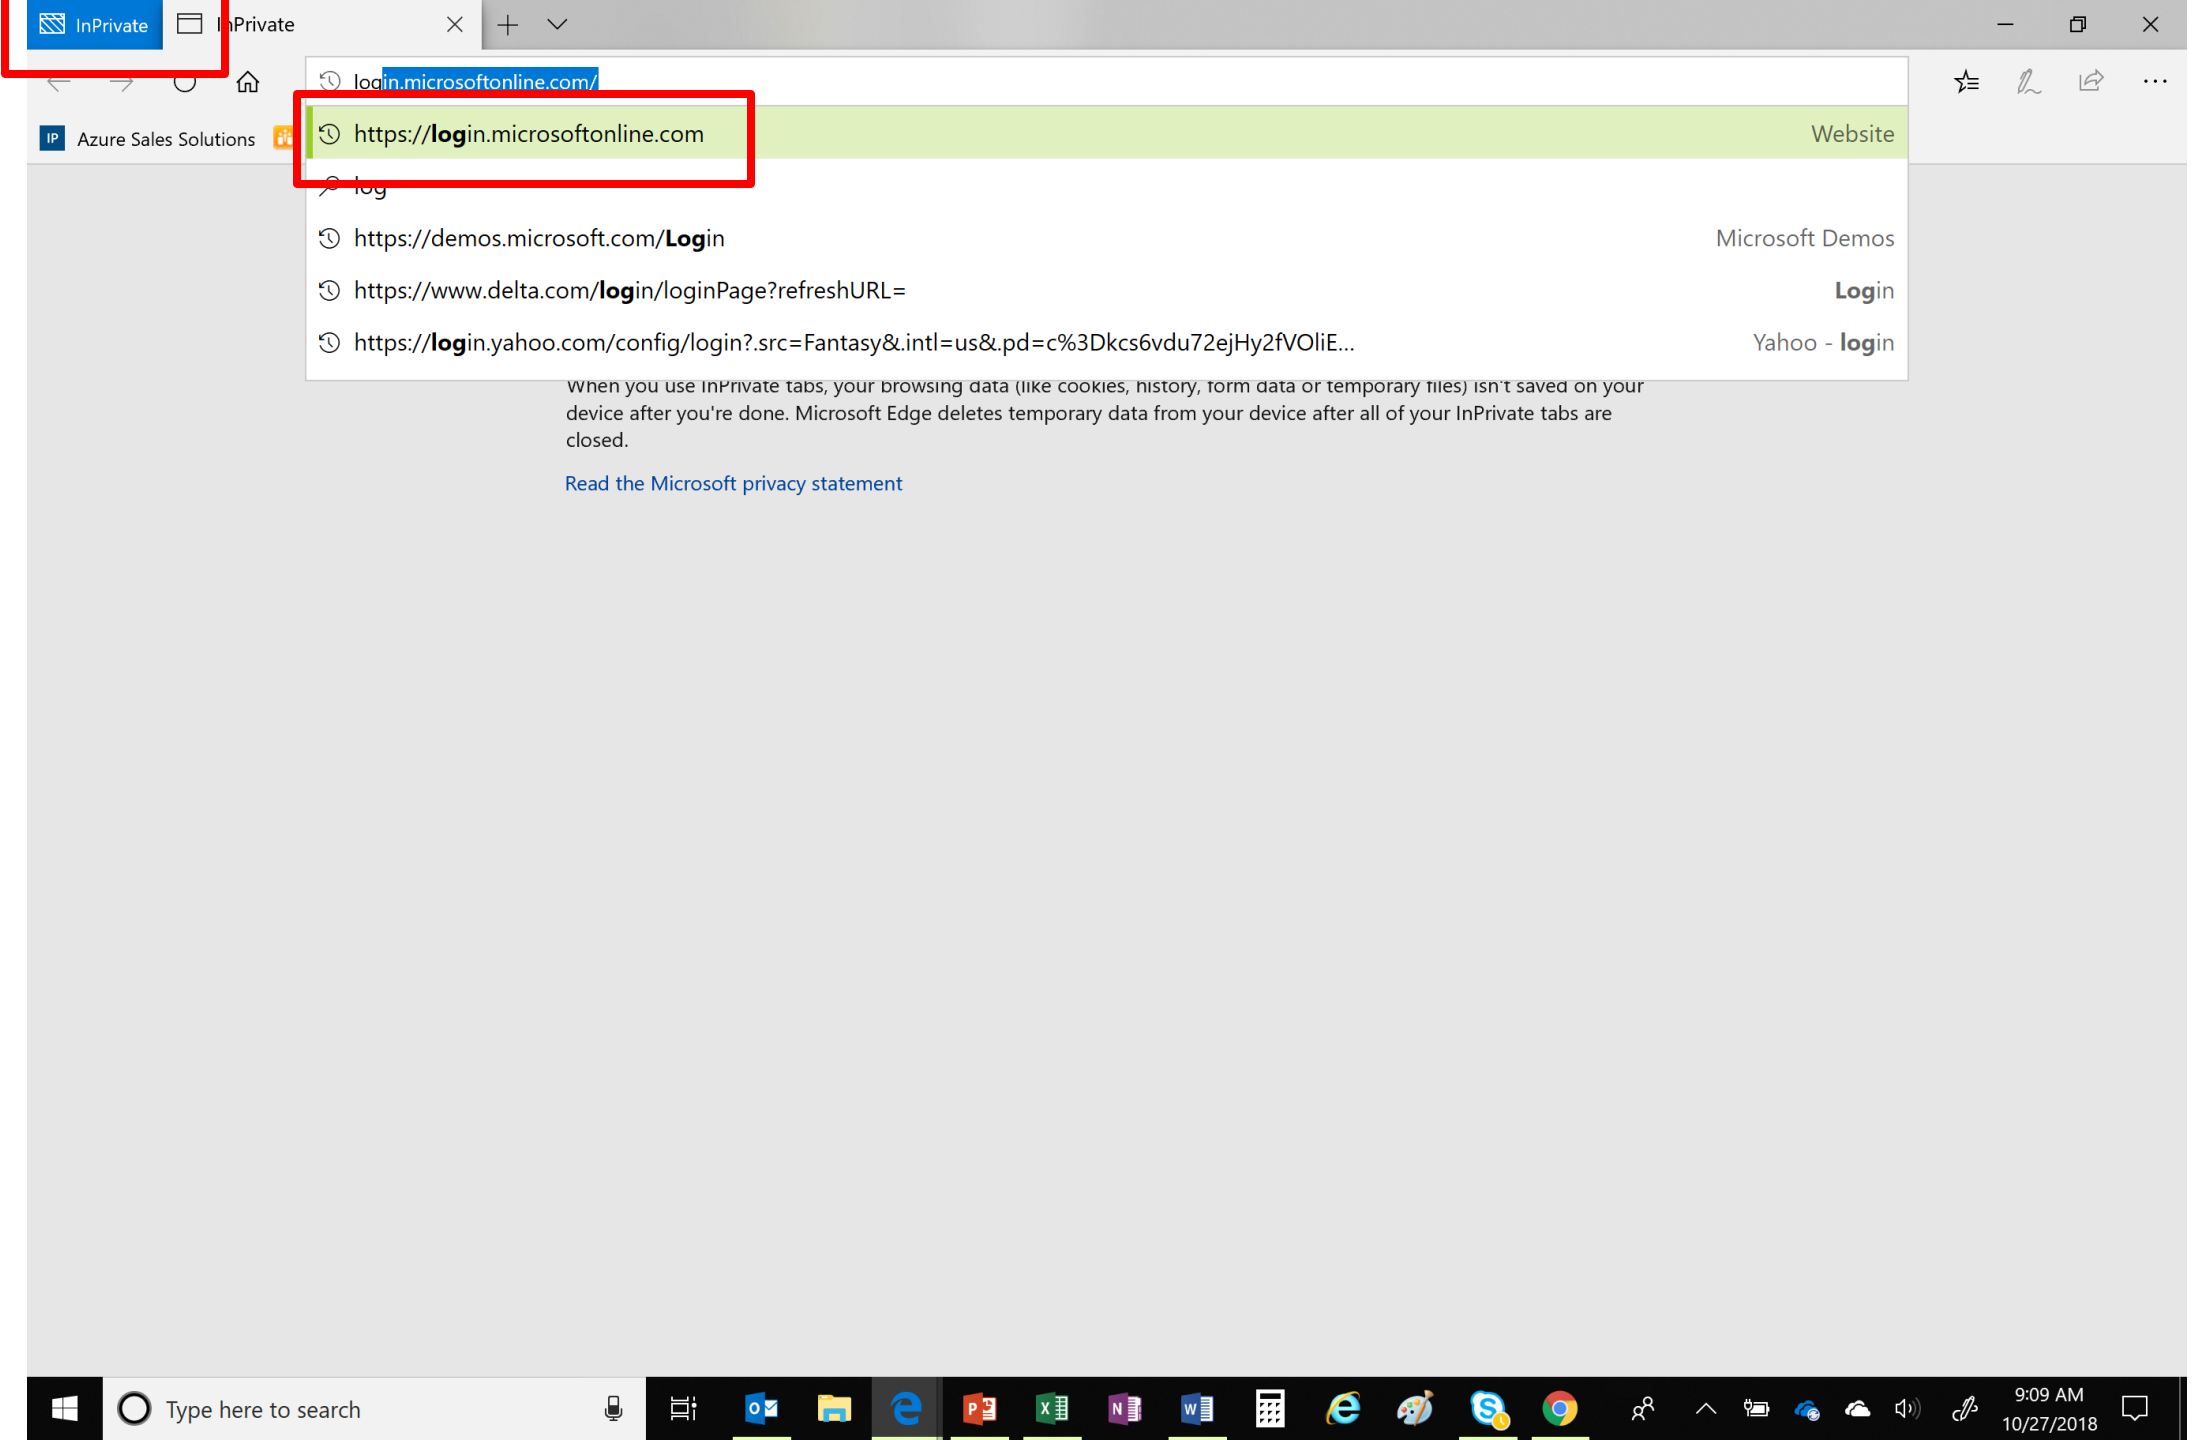 InPrivate
InPrivate
login.microsoftonline.com/
IP Azure Sales Solutions
https://login.microsoftonline.com Website
log
https://demos.microsoft.com/Login Microsoft Demos
https://www.delta.com/login/loginPage?refreshURL= Login
https://login.yahoo.com/config/login?.src=Fantasy&.intl=us&.pd=c%3Dkcs6vdu72ejHy2fVOliE... Yahoo - login
When you use InPrivate tabs, your browsing data (like cookies, history, form data or temporary files) isn't saved on your
device after you're done. Microsoft Edge deletes temporary data from your device after all of your InPrivate tabs are
closed.
Read the Microsoft privacy statement
Type here to search
9:09 AM
10/27/2018